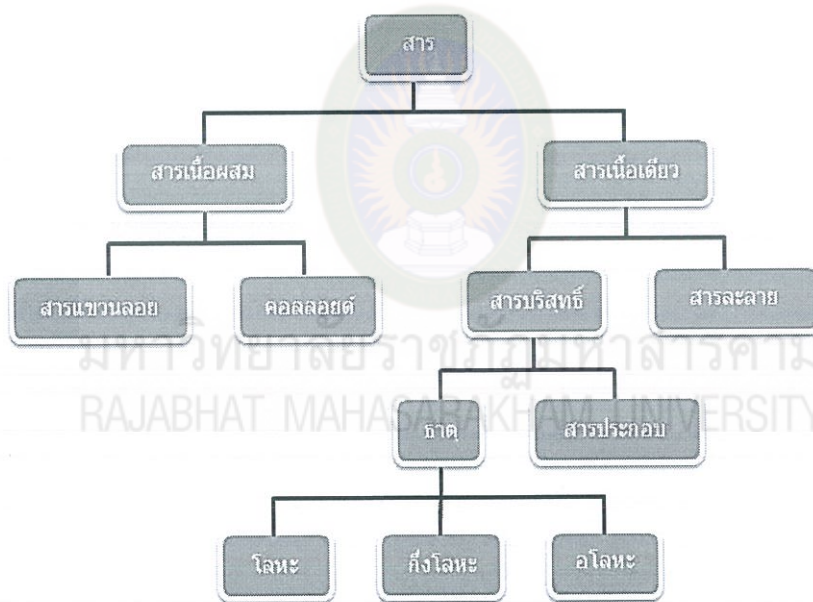 สาร
สารเนื้อผสม
สารเนื้อเดียว
สารแขวนลอย
คอลลอยด์
สารบริสุทธิ์
สารละลาย
มหาวิทยาลัยราชภัฏมหาสารคาม
RAJABHAT MAHASARAKHAM UNIVERSITY
ธาตุ
สารประกอบ
โลหะ
กึ่งโลหะ
อโลหะ